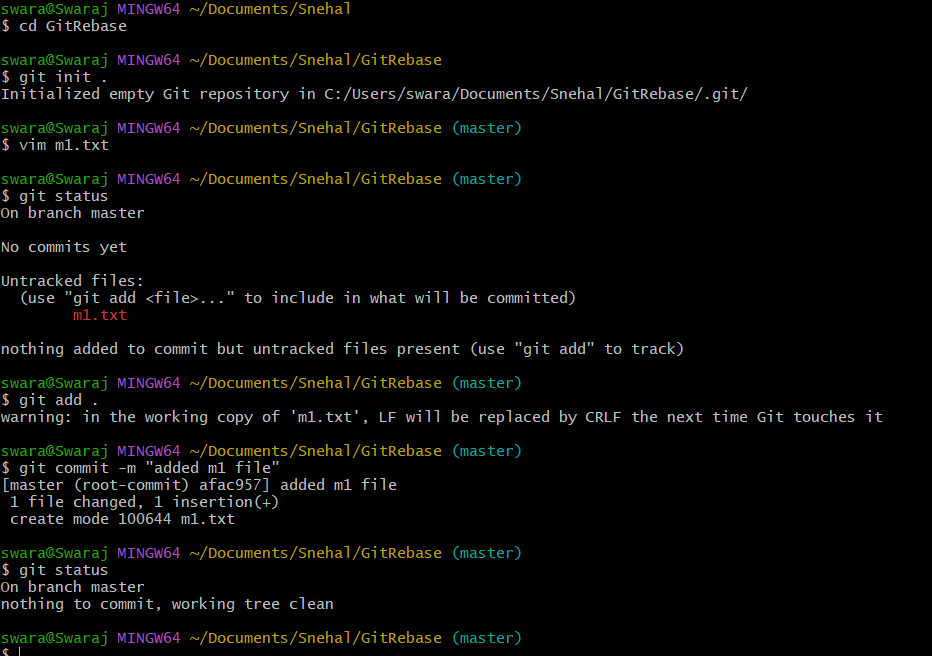 swara@Swaraj MINGW64 ~/Documents/Snehal
$ cd GitRebase
swara@Swaraj MINGW64 ~/Documents/Snehal/GitRebase
$ git init .
Initialized empty Git repository in C:/Users/swara/Documents/Snehal/GitRebase/.git/
swara@Swaraj MINGW64 ~/Documents/Snehal/GitRebase (master)
$ vim m1.txt
swara@Swaraj MINGW64 ~/Documents/Snehal/GitRebase (master)
$ git status
On branch master
No commits yet
Untracked files:
  (use "git add <file>..." to include in what will be committed)
        m1.txt
nothing added to commit but untracked files present (use "git add" to track)
swara@Swaraj MINGW64 ~/Documents/Snehal/GitRebase (master)
$ git add .
warning: in the working copy of 'm1.txt', LF will be replaced by CRLF the next time Git touches it
swara@Swaraj MINGW64 ~/Documents/Snehal/GitRebase (master)
$ git commit -m "added m1 file"
[master (root-commit) afac957] added m1 file
 1 file changed, 1 insertion(+)
 create mode 100644 m1.txt
swara@Swaraj MINGW64 ~/Documents/Snehal/GitRebase (master)
$ git status
On branch master
nothing to commit, working tree clean
swara@Swaraj MINGW64 ~/Documents/Snehal/GitRebase (master)
$